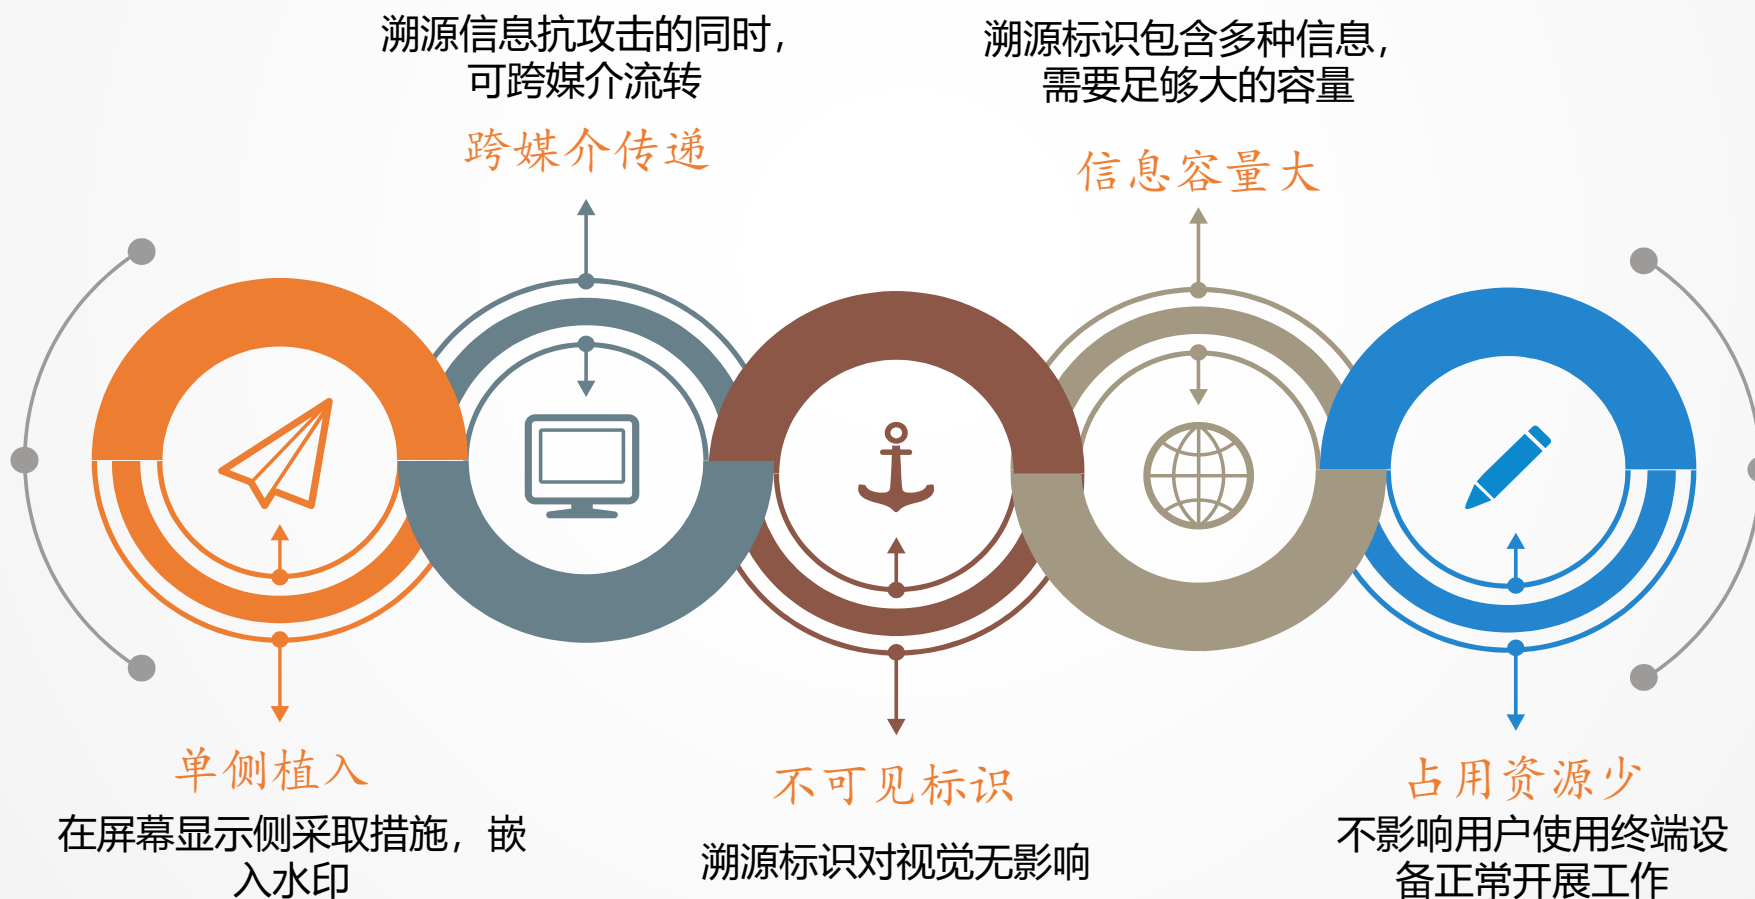 溯源信息抗攻击的同时，
可跨媒介流转
跨媒介传递
溯源标识包含多种信息，
需要足够大的容量
信息容量大
单侧植入
在屏幕显示侧采取措施，嵌
入水印
不可见标识
溯源标识对视觉无影响
占用资源少
不影响用户使用终端设
备正常开展工作